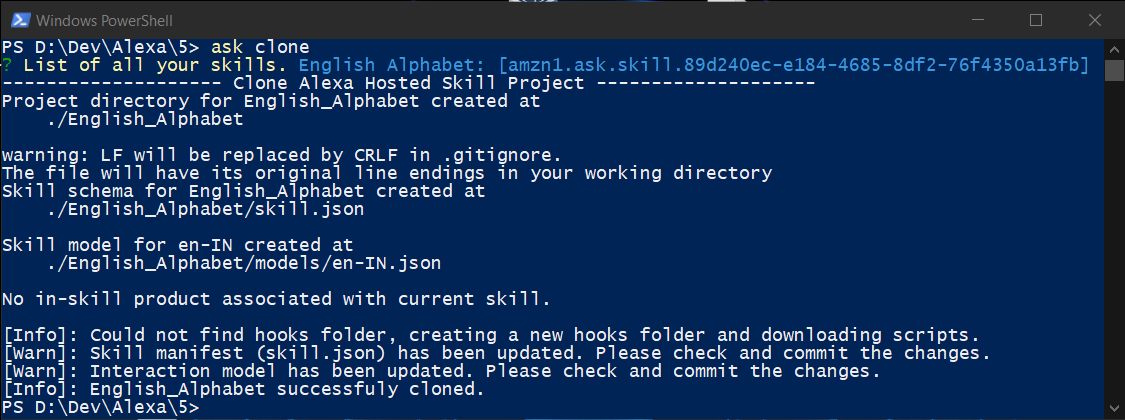 Windows PowerShell
PS D:\Dev\Alexa\5> ask clone
? List of all your skills. English Alphabet: [amzn1.ask.skill.89d240ec-e184-4685-8df2-76f4350a13fb]
-------------------- Clone Alexa Hosted Skill Project --------------------
Project directory for English_Alphabet created at
    ./English_Alphabet

warning: LF will be replaced by CRLF in .gitignore.
The file will have its original line endings in your working directory
Skill schema for English_Alphabet created at
    ./English_Alphabet/skill.json

Skill model for en-IN created at
    ./English_Alphabet/models/en-IN.json

No in-skill product associated with current skill.

[Info]: Could not find hooks folder, creating a new hooks folder and downloading scripts.
[Warn]: Skill manifest (skill.json) has been updated. Please check and commit the changes.
[Warn]: Interaction model has been updated. Please check and commit the changes.
[Info]: English_Alphabet successfuly cloned.
PS D:\Dev\Alexa\5>